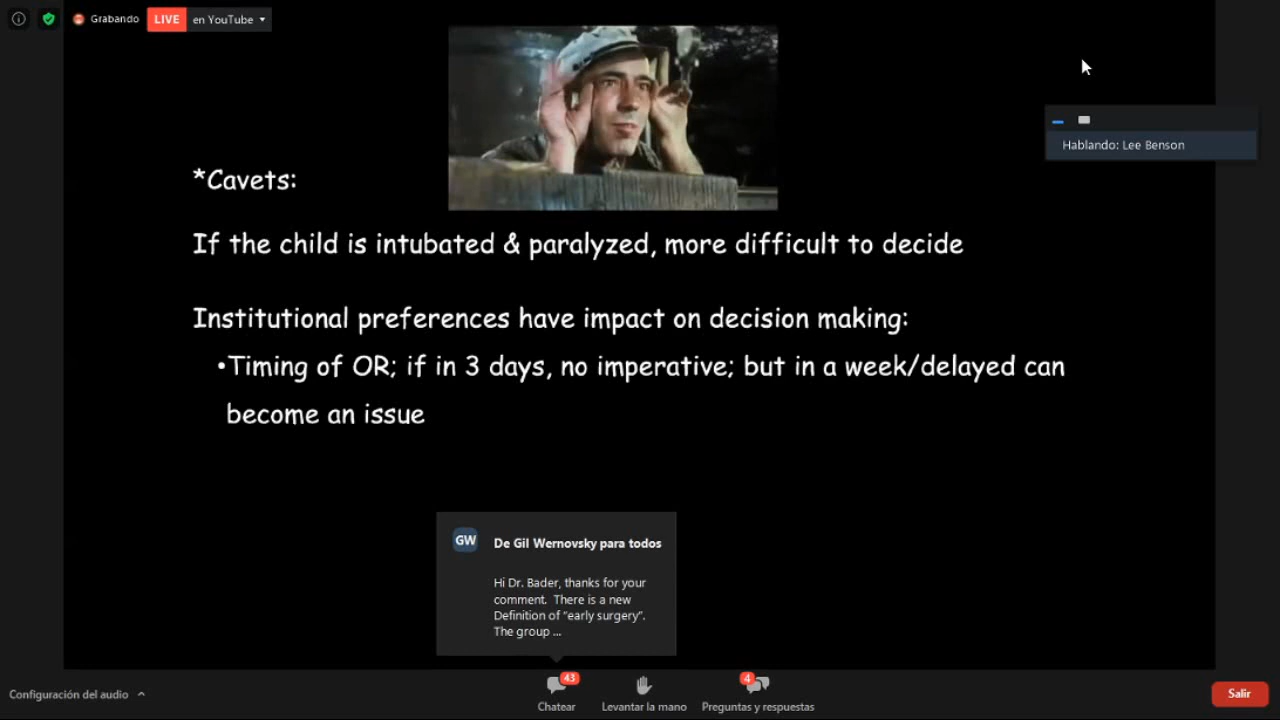 Grabando
LIVE en YouTube
Hablando: Lee Benson
*Cavets:
If the child is intubated & paralyzed, more difficult to decide
Institutional preferences have impact on decision making:
•Timing of OR; if in 3 days, no imperative; but in a week/delayed can
become an issue
GW
De Gil Wernovsky para todos
Hi Dr. Bader, thanks for your
comment. There is a new
Definition of “early surgery”.
The group ...
Configuración del audio
43
Chatear
Levantar la mano
4
Preguntas y respuestas
Salir